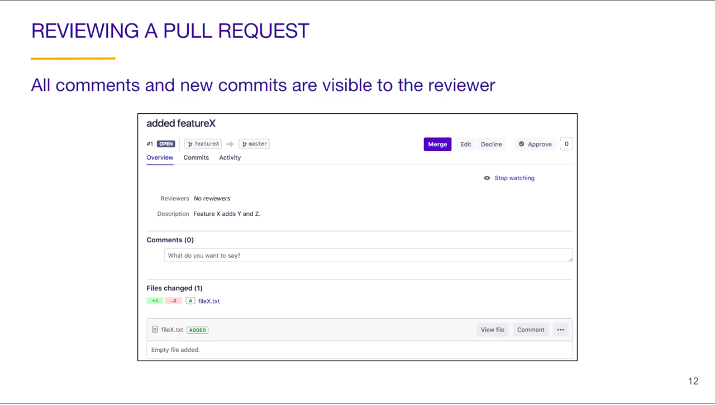 REVIEWING A PULL REQUEST
All comments and new commits are visible to the reviewer
added featureX
#1 OPEN featureX master Merge Edit Decline Approve 0
Overview Commits Activity
Stop watching
Reviewers No reviewers
Description Feature X adds Y and Z.
Comments (0)
What do you want to say?
Files changed (1)
+0 -0 A fileX.txt
fileX.txt ADDED View file Comment •••
Empty file added.
12